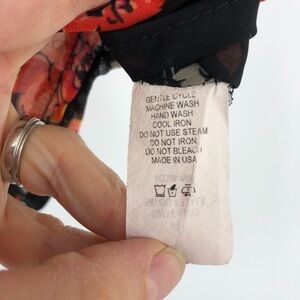 GENTLE CYCLE
MACHINE WASH
HAND WASH
COOL IRON
DO NOT USE STEAM
DO NOT IRON
DO NOT BLEACH
MADE IN USA